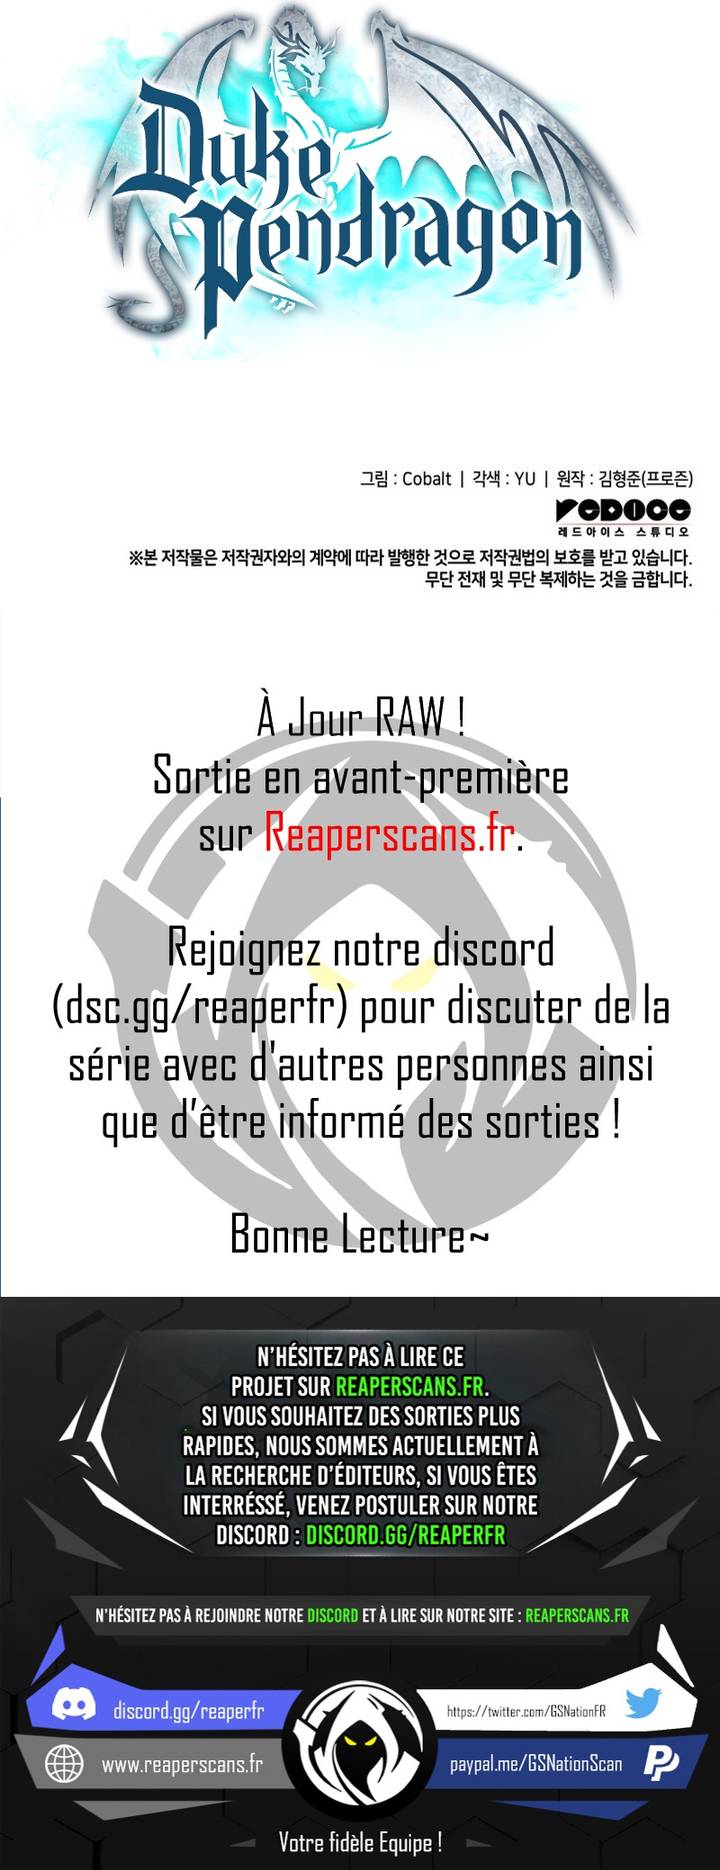 Duke
Pendragon
그림 : Cobalt | 각색 : YU | 원작 : 김형준(프로즌)
REDICE
레드아이스 스튜디오
※본 저작물은 저작권자와의 계약에 따라 발행한 것으로 저작권법의 보호를 받고 있습니다.
무단 전재 및 무단 복제하는 것을 금합니다.
À Jour RAW !
Sortie en avant-première
sur Reaperscans.fr.
Rejoignez notre discord
(dsc.gg/reaperfr) pour discuter de la
série avec d'autres personnes ainsi
que d'être informé des sorties !
Bonne Lecture~
N'HÉSITEZ PAS À LIRE CE
PROJET SUR REAPERSCANS.FR.
SI VOUS SOUHAITEZ DES SORTIES PLUS
RAPIDES, NOUS SOMMES ACTUELLEMENT À
LA RECHERCHE D'ÉDITEURS, SI VOUS ÊTES
INTERRÉSSÉ, VENEZ POSTULER SUR NOTRE
DISCORD : DISCORD.GG/REAPERFR
N'HÉSITEZ PAS À REJOINDRE NOTRE DISCORD ET À LIRE SUR NOTRE SITE : REAPERSCANS.FR
discord.gg/reaperfr
https://twitter.com/GSNationFR
www.reaperscans.fr
paypal.me/GSNationScan
Votre fidèle Equipe !